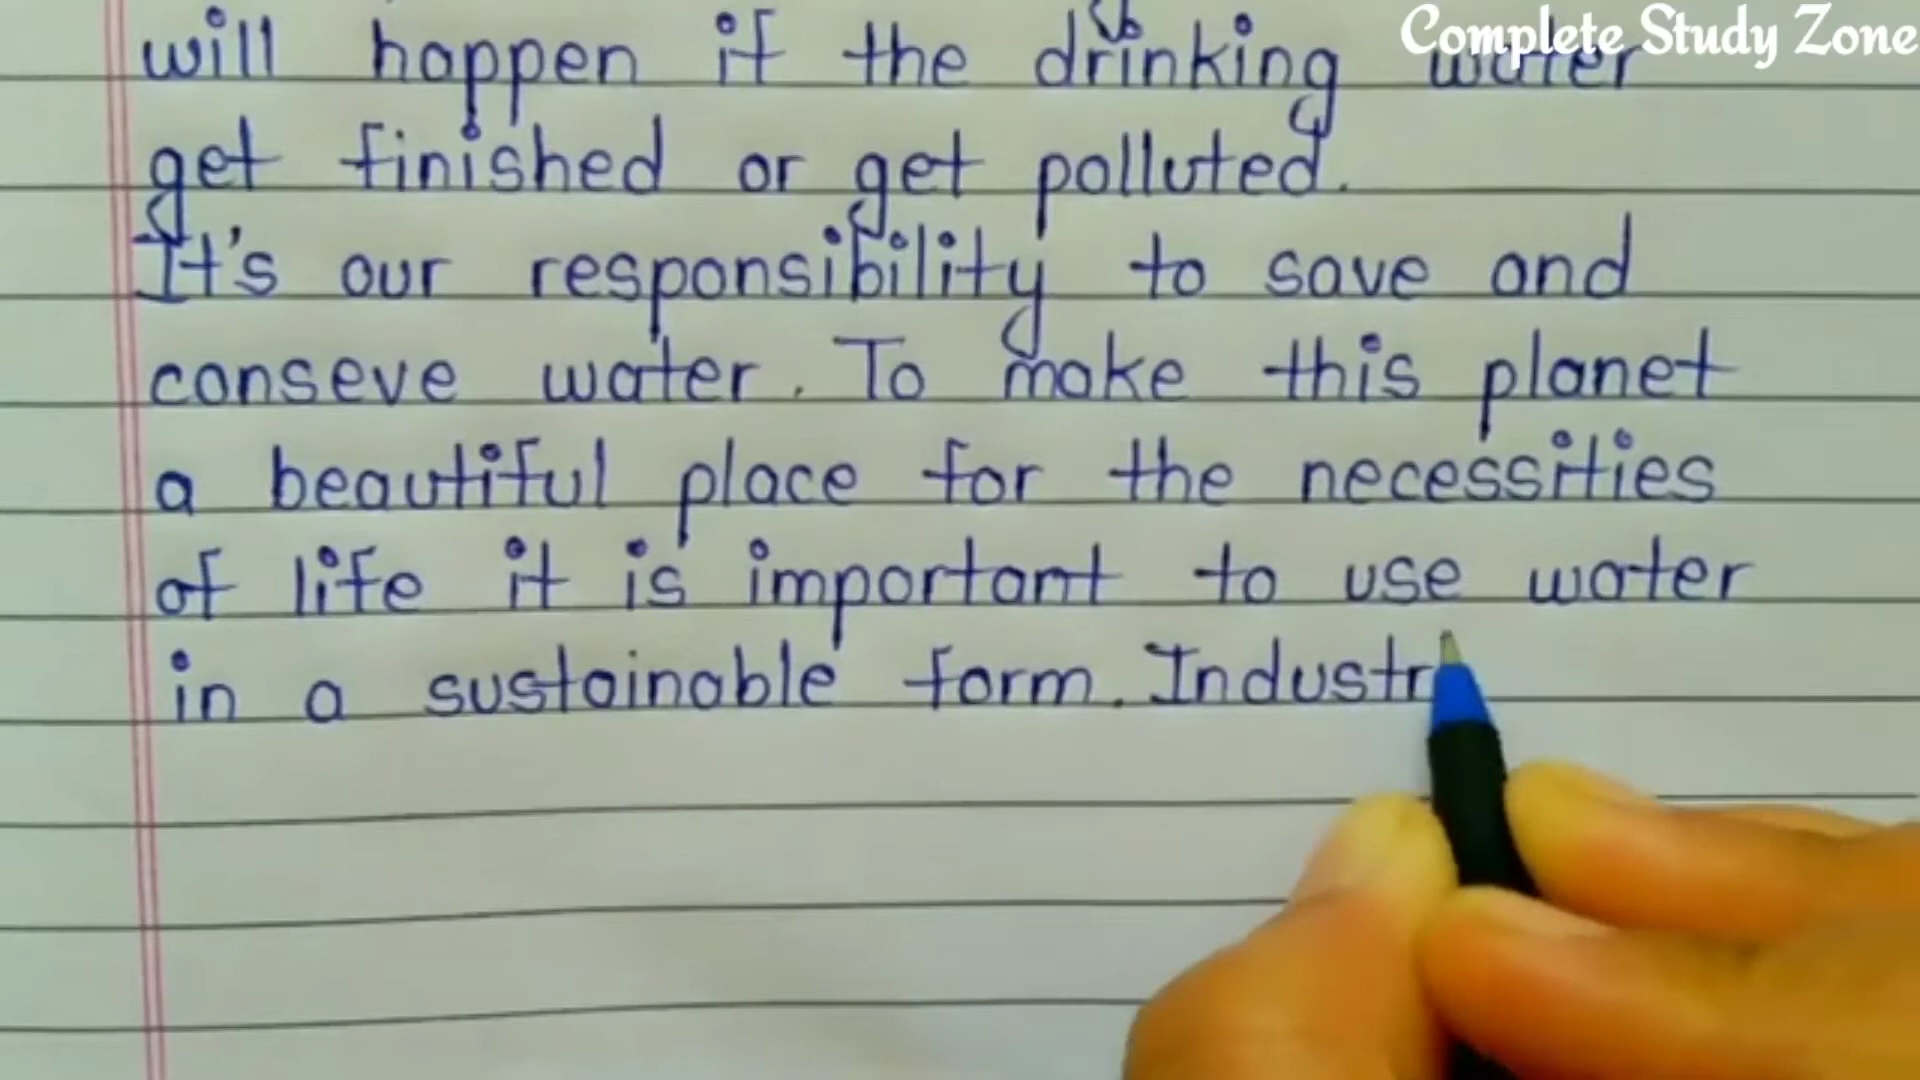 Complete Study Zone
will happen if the drinking water
get finished or get polluted.
It's our responsibility to save and
conseve water. To make this planet
a beautiful place for the necessities
of life it is important to use water
in a sustainable form. Industr